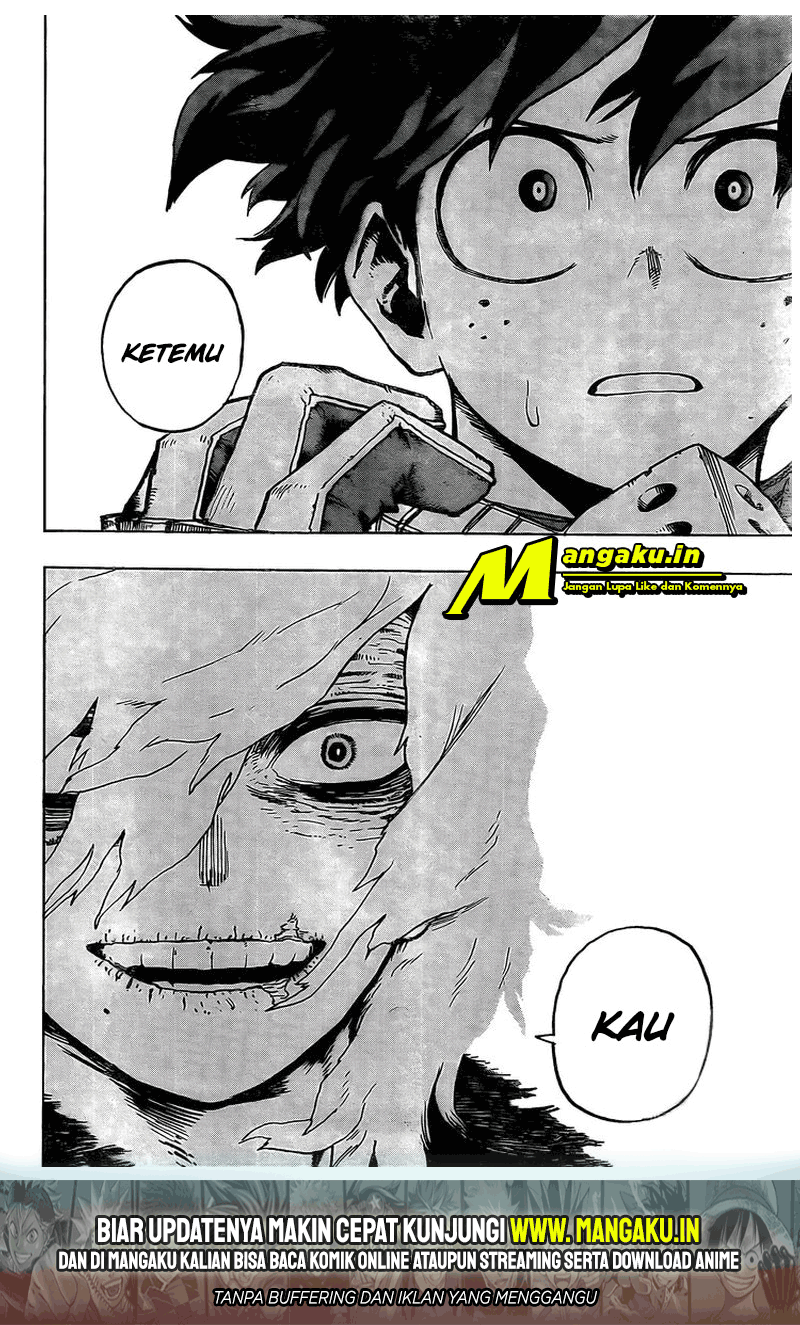 KETEMU
Mangaku.in
Jangan Lupa Like dan Komennya
KAU
BIAR UPDATENYA MAKIN CEPAT KUNJUNGI WWW. MANGAKU.IN
DAN DI MANGAKU KALIAN BISA BACA KOMIK ONLINE ATAUPUN STREAMING SERTA DOWNLOAD ANIME
TANPA BUFFERING DAN IKLAN YANG MENGGANGU